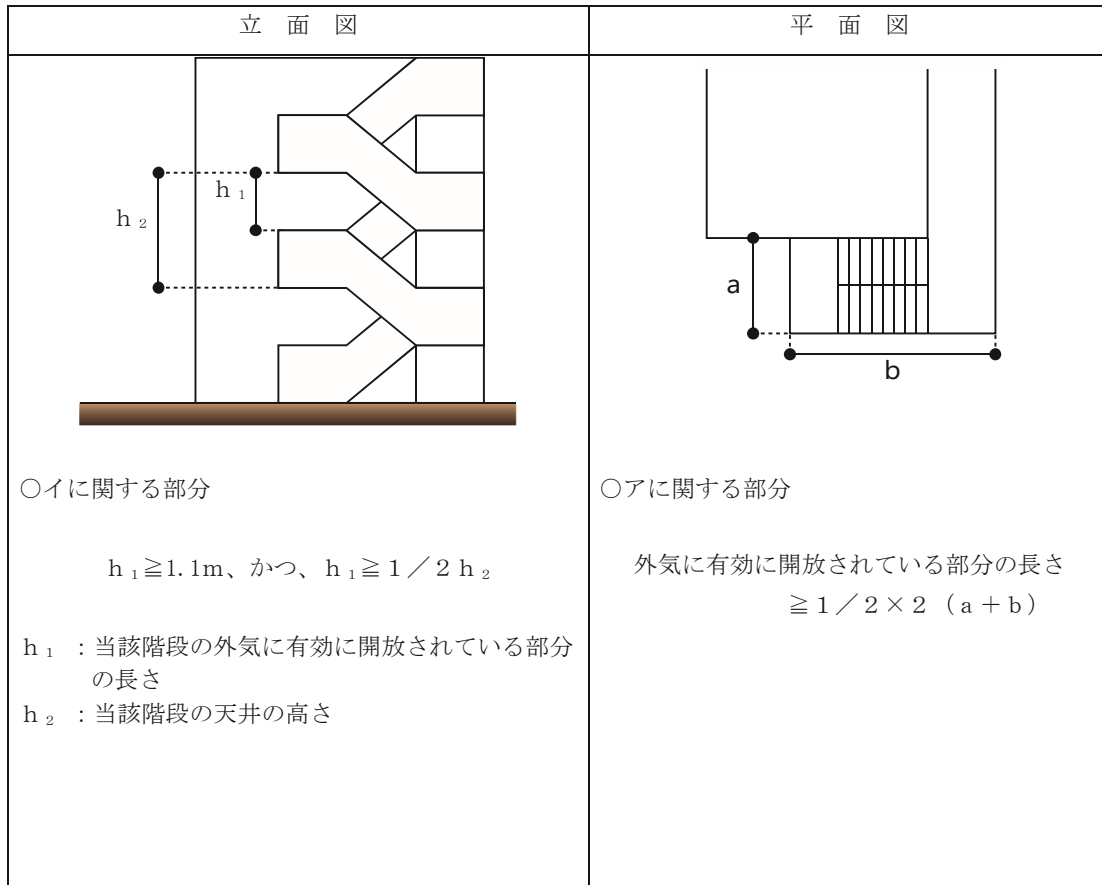 立　面　図
平　面　図
h ₁
h ₂
○イに関する部分
h ₁≧1.1m、かつ、h ₁≧１／２ h ₂
h ₁　：当該階段の外気に有効に開放されている部分
の長さ
h ₂　：当該階段の天井の高さ
a
b
○アに関する部分
外気に有効に開放されている部分の長さ
≧１／２×２（ａ＋ｂ）